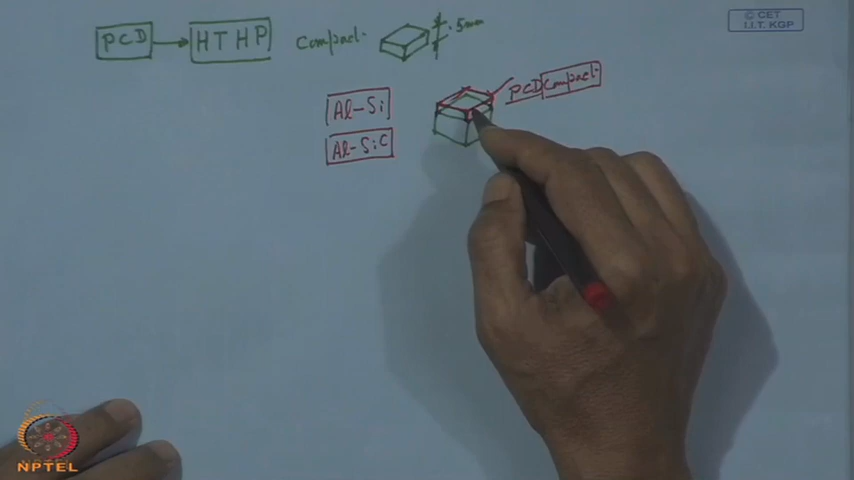 © CET
I.I.T. KGP
PCD → HTHP Compact .5mm
PCD Compact
Al-Si
Al-SiC
NPTEL